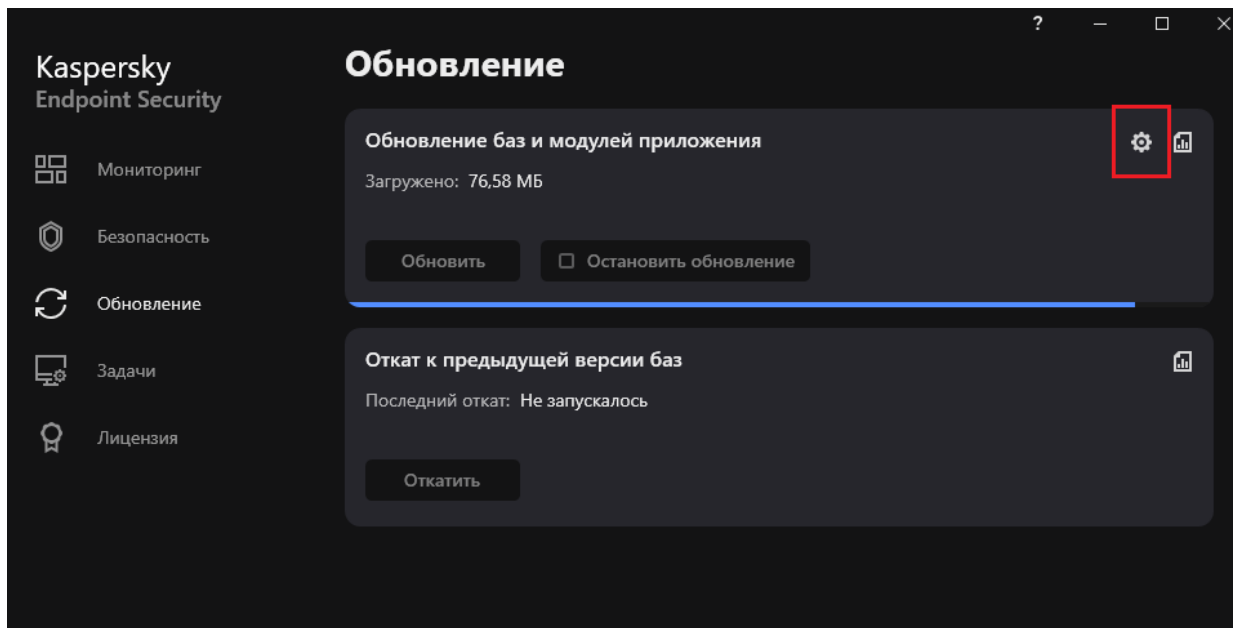 ?
Kaspersky
Endpoint Security
Мониторинг
Безопасность
Обновление
Задачи
Лицензия
Обновление
Обновление баз и модулей приложения
Загружено: 76,58 МБ
Обновить
Остановить обновление
Откат к предыдущей версии баз
Последний откат: Не запускалось
Откатить